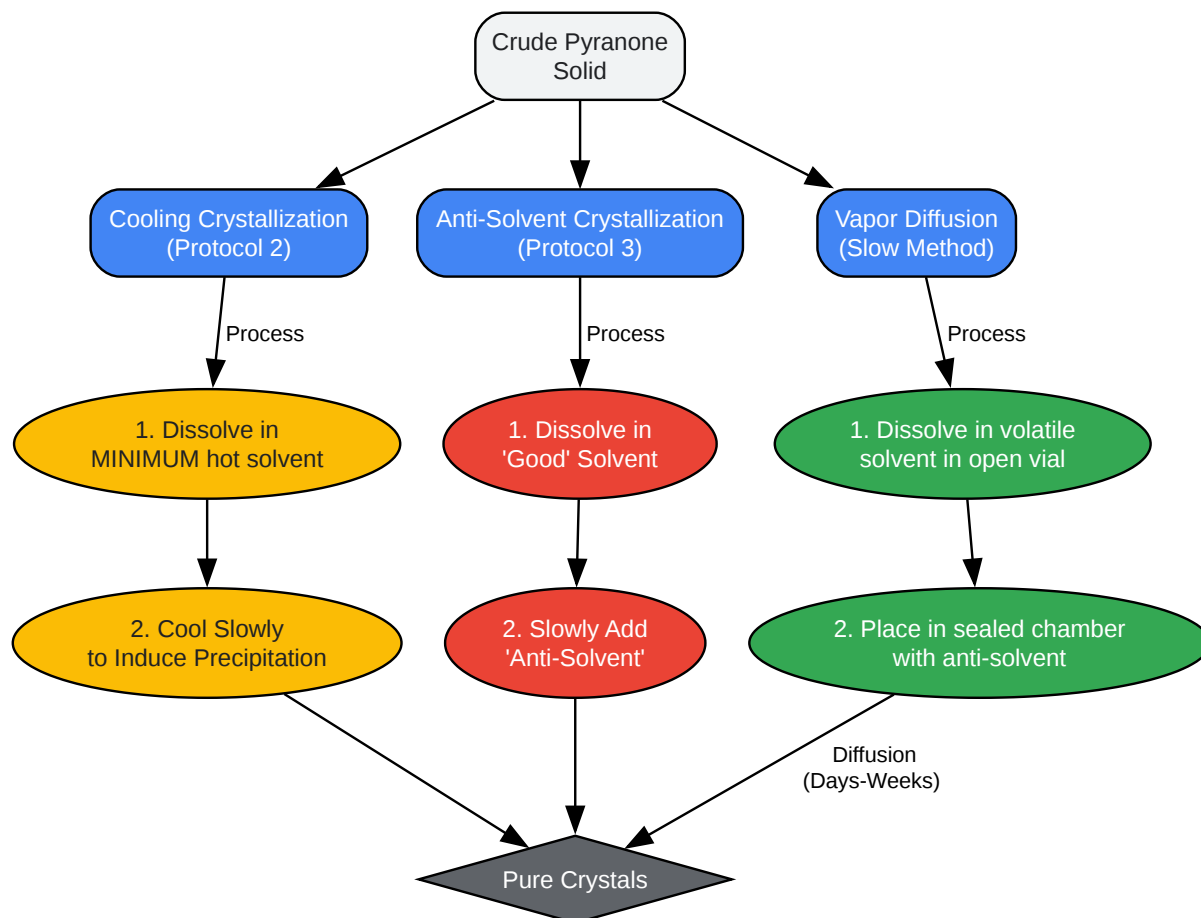 Crude Pyranone
Solid
Cooling Crystallization
(Protocol 2)
Anti-Solvent Crystallization
(Protocol 3)
Vapor Diffusion
(Slow Method)
Process
Process
Process
1. Dissolve in
MINIMUM hot solvent
1. Dissolve in
'Good' Solvent
1. Dissolve in volatile
solvent in open vial
2. Cool Slowly
to Induce Precipitation
2. Slowly Add
'Anti-Solvent'
2. Place in sealed chamber
with anti-solvent
Diffusion
(Days-Weeks)
Pure Crystals